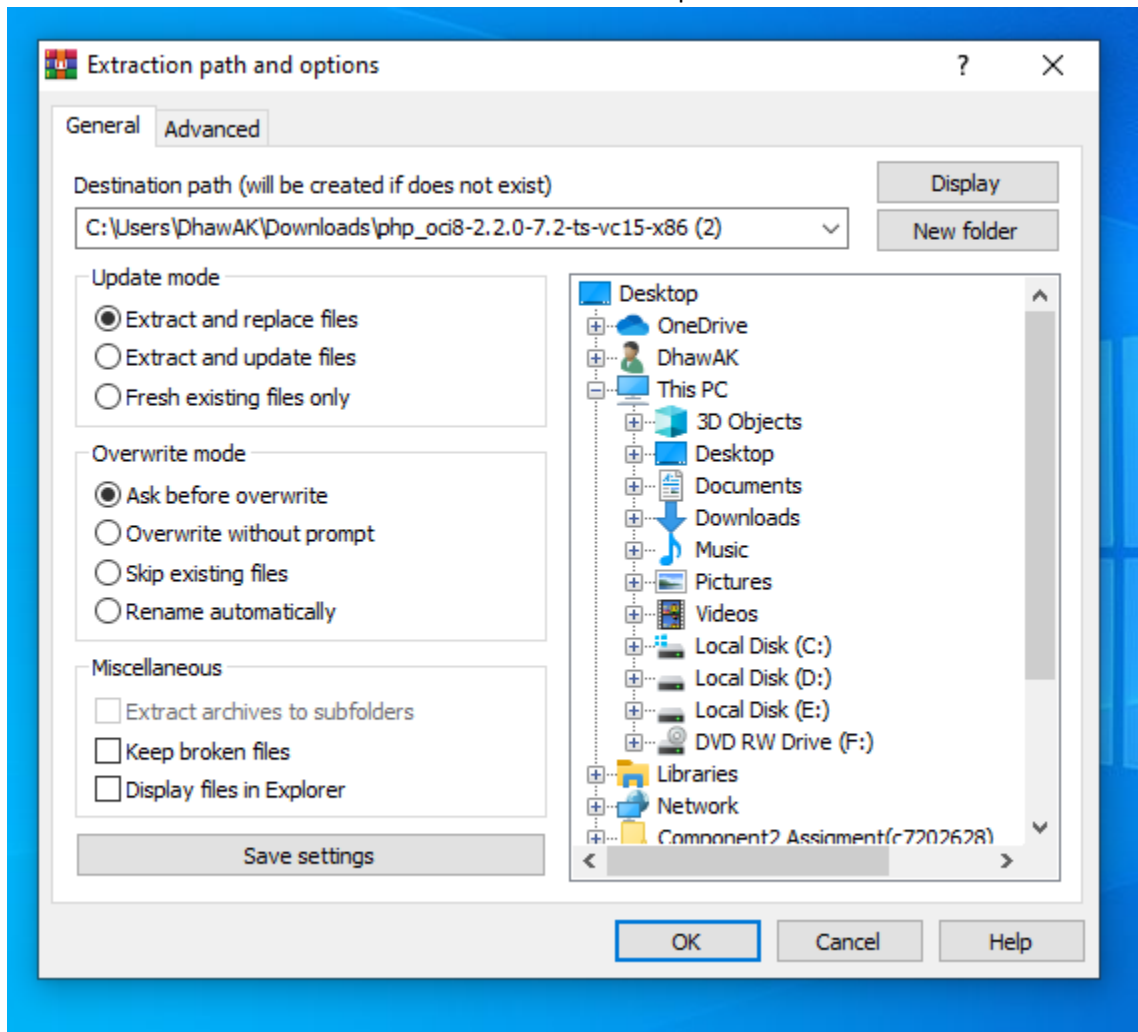 Extraction path and options
?
General
Advanced
Destination path (will be created if does not exist)
Display
C:\Users\DhawAK\Downloads\php_oci8-2.2.0-7.2-ts-vc15-x86 (2)
New folder
Update mode
Extract and replace files
Extract and update files
Fresh existing files only
Overwrite mode
Ask before overwrite
Overwrite without prompt
Skip existing files
Rename automatically
Miscellaneous
Extract archives to subfolders
Keep broken files
Display files in Explorer
Save settings
Desktop
OneDrive
DhawAK
This PC
3D Objects
Desktop
Documents
Downloads
Music
Pictures
Videos
Local Disk (C:)
Local Disk (D:)
Local Disk (E:)
DVD RW Drive (F:)
Libraries
Network
Component2 Assigment(c7202628)
OK
Cancel
Help